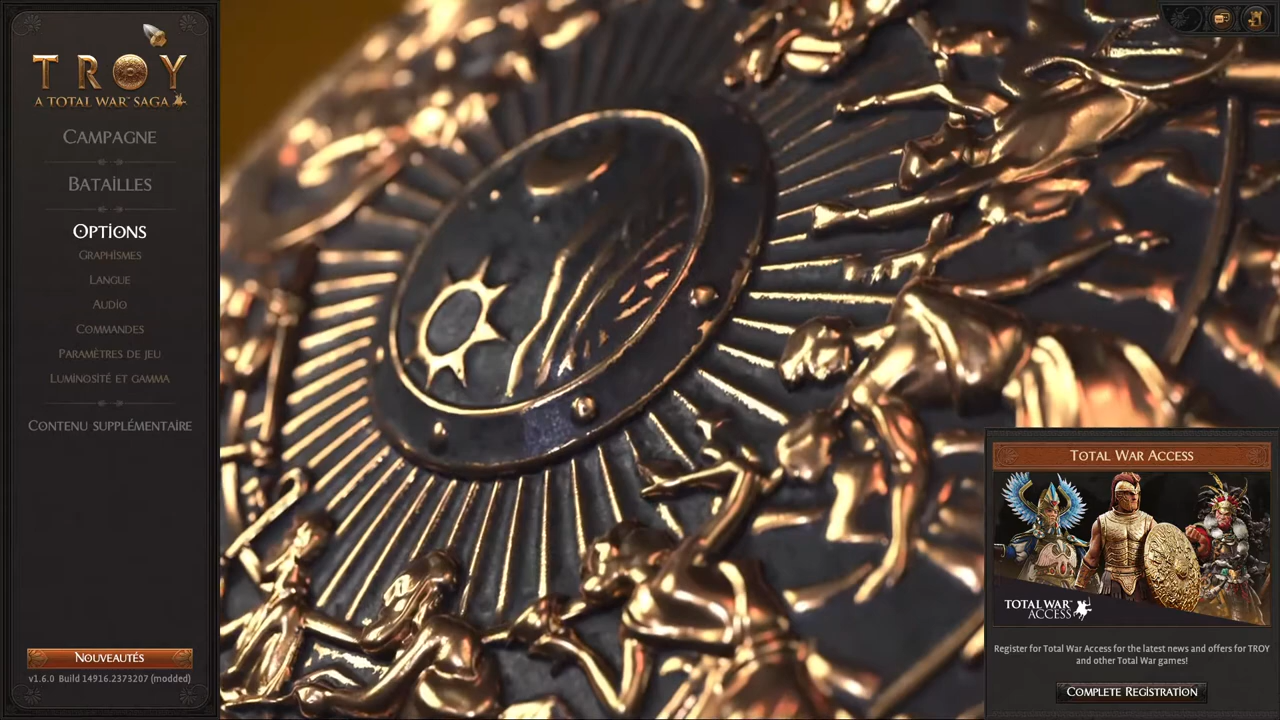 TROY
A TOTAL WAR™ SAGA
CAMPAGNE
BATAILLES
OPTIONS
GRAPHISMES
LANGUE
AUDIO
COMMANDES
PARAMÈTRES DE JEU
LUMINOSITÉ ET GAMMA
CONTENU SUPPLÉMENTAIRE
NOUVEAUTÉS
v1.6.0 Build 14916.2373207 (modded)
TOTAL WAR ACCESS
TOTAL WAR™
ACCESS
Register for Total War Access for the latest news and offers for TROY
and other Total War games!
COMPLETE REGISTRATION